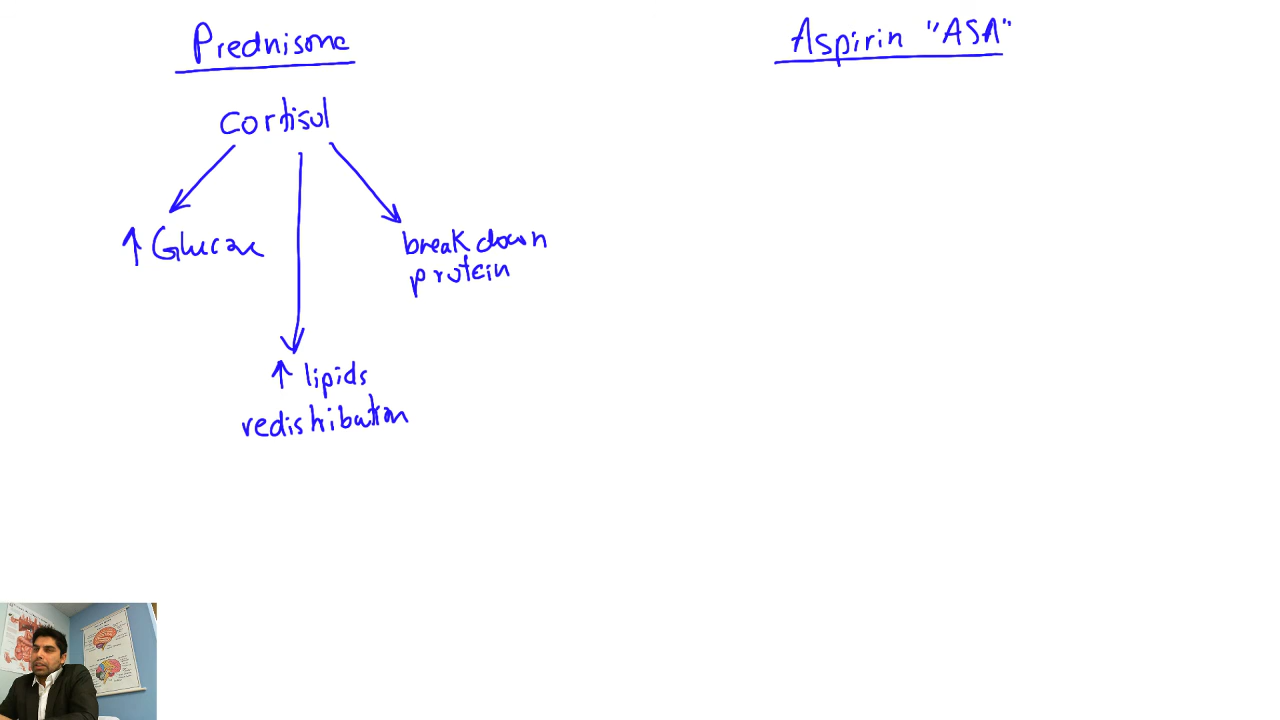 Prednisone
Aspirin "ASA"
cortisol
↑ Glucose
break down
protein
↑ lipids
redistribution